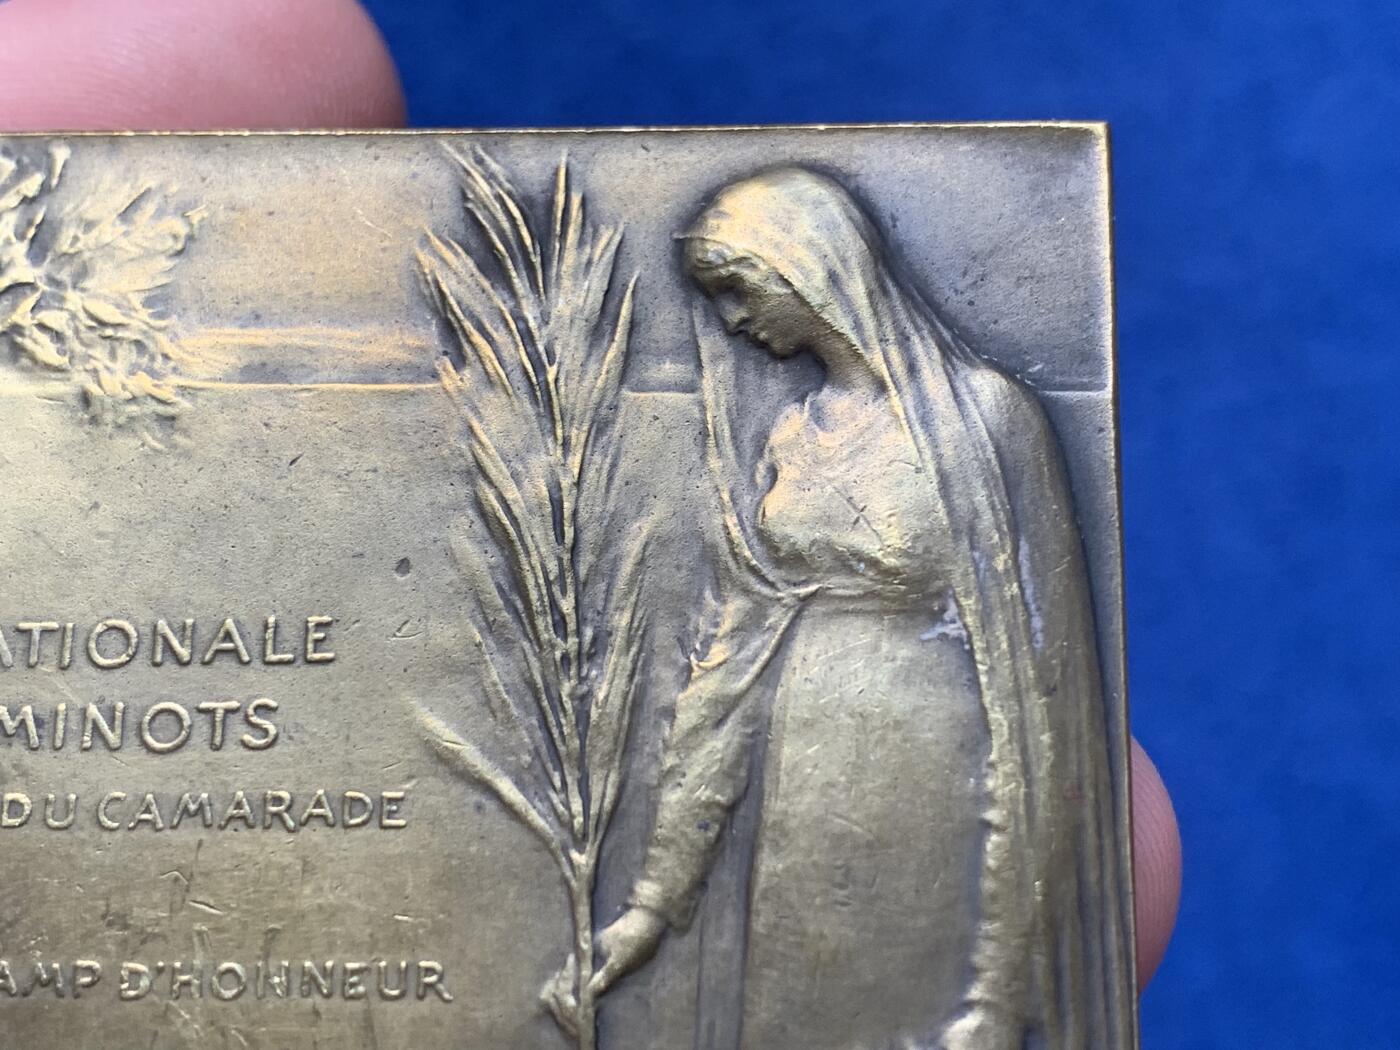 ATIONALE
MINOTS
DU CAMARADE
AMP D'HONNEUR